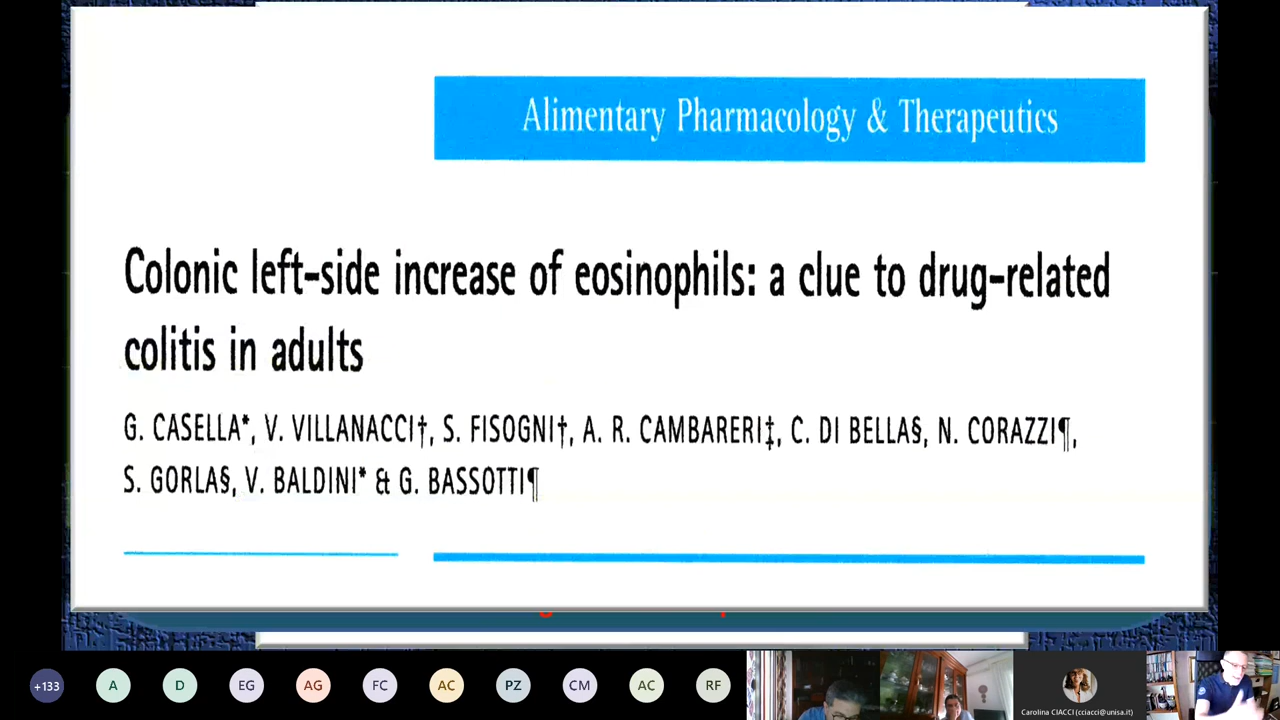 Alimentary Pharmacology & Therapeutics
Colonic left-side increase of eosinophils: a clue to drug-related
colitis in adults
G. CASELLA*, V. VILLANACCI†, S. FISOGNI†, A. R. CAMBARERI‡, C. DI BELLA§, N. CORAZZI¶,
S. GORLA§, V. BALDINI* & G. BASSOTTI¶
+133
A
D
EG
AG
FC
AC
PZ
CM
AC
RF
Carolina CIACCI (cciacci@unisa.it)